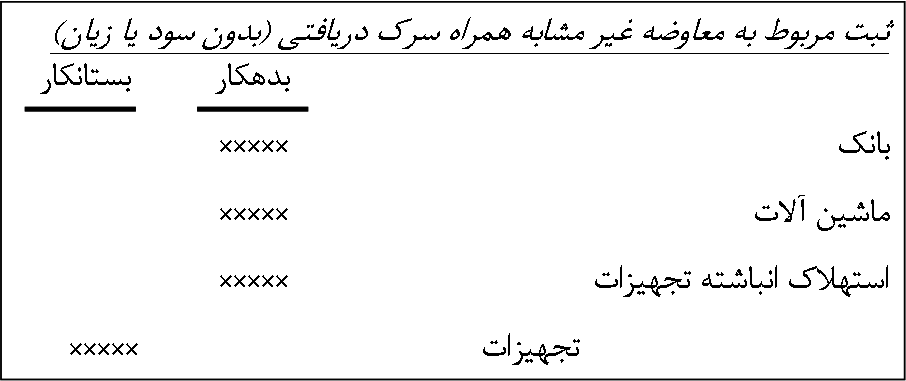 ثبت مربوط به معاوضه غیر مشابه همراه سرک دریافتی (بدون سود یا زیان)
بدهکار بستانکار
بانک ×××××
ماشین آلات ×××××
استهلاک انباشته تجهیزات ×××××
تجهیزات ×××××